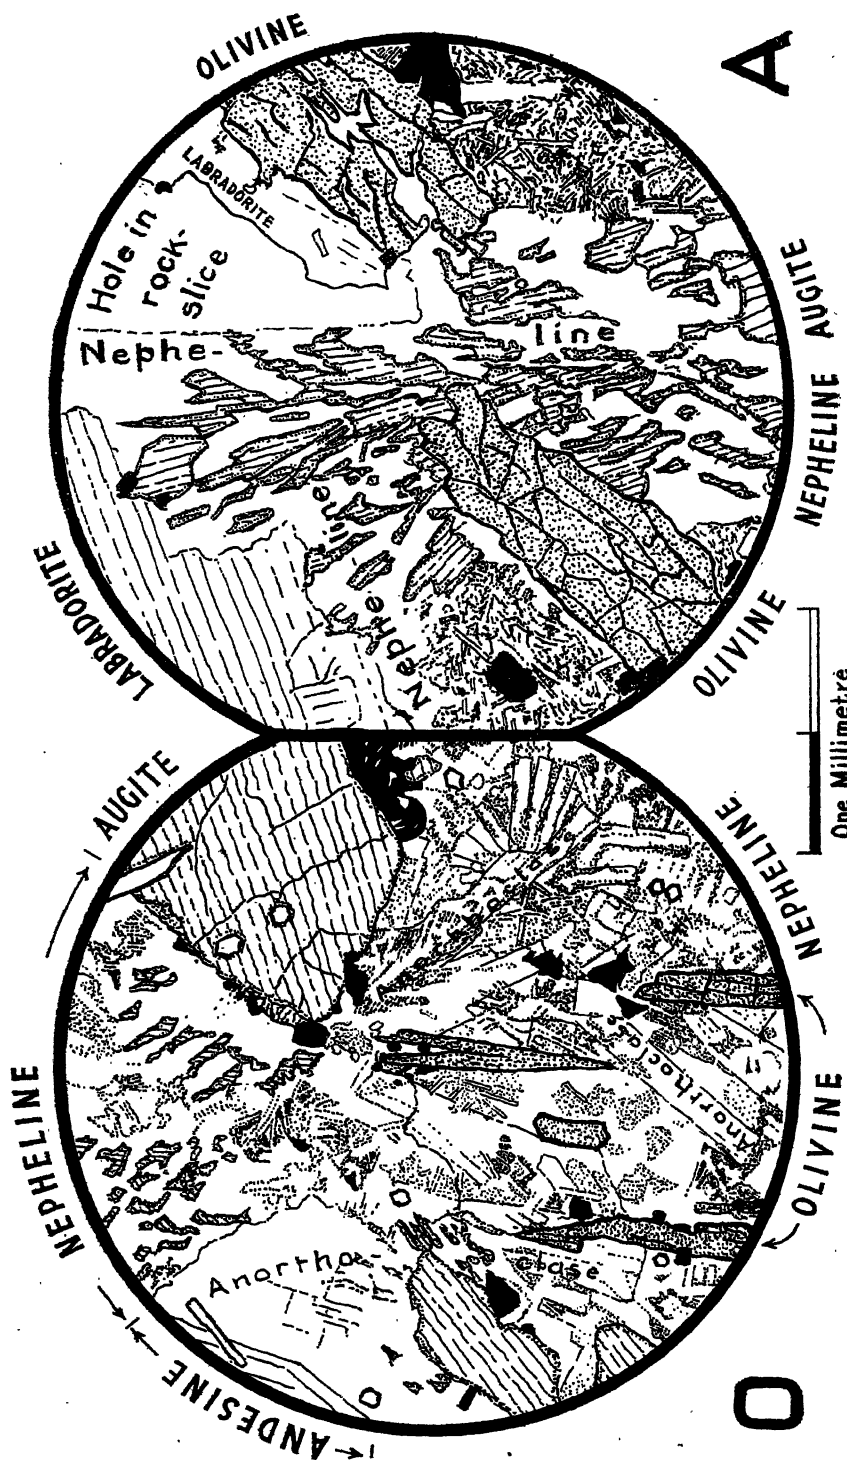 OLIVINE
A
LABRADORITE
Hole in
rock-
slice
Nephe-
line
AUGITE
NEPHELINE
Nephe
line
LABRADORITE
OLIVINE
One Millimetre
AUGITE
NEPHELINE
Anorthoclase
NEPHELINE
OLIVINE
Anortho-
clase
ANDESINE
O